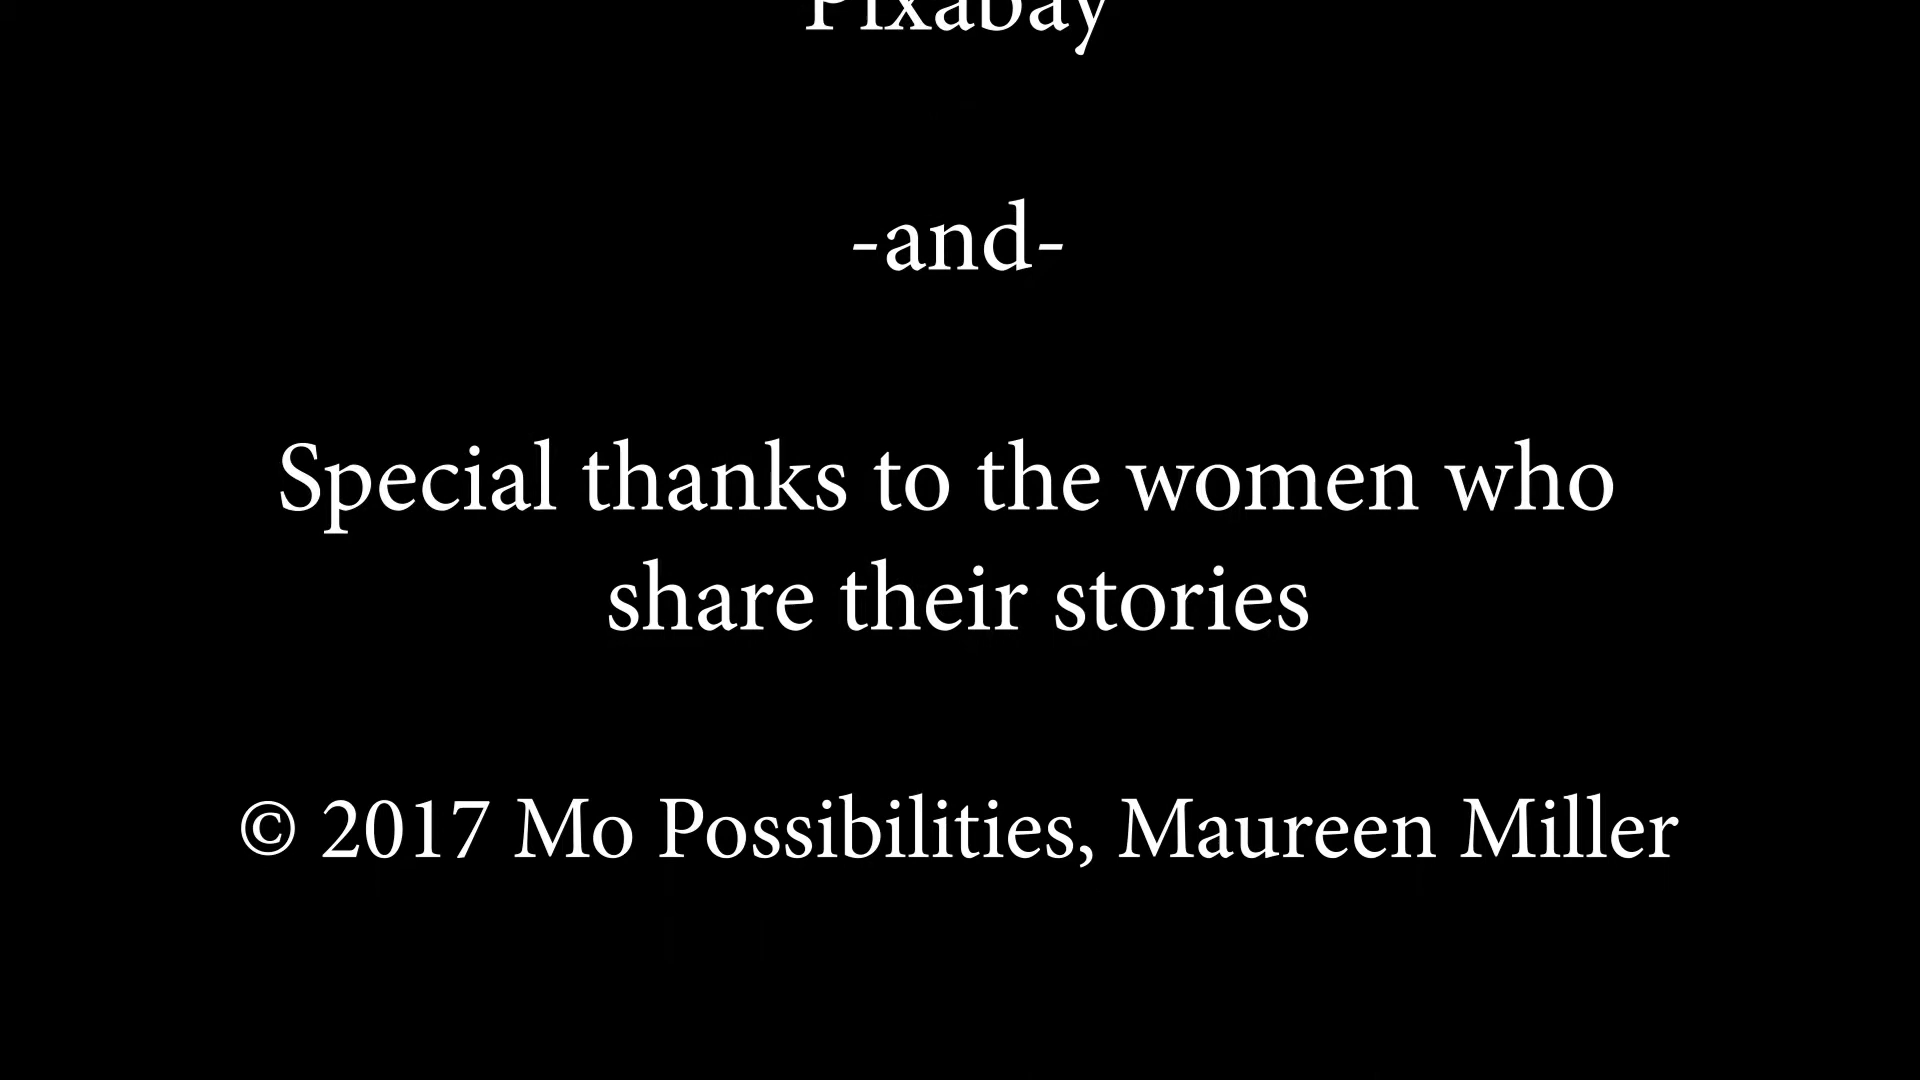 Pixabay
-and-
Special thanks to the women who
share their stories
© 2017 Mo Possibilities, Maureen Miller